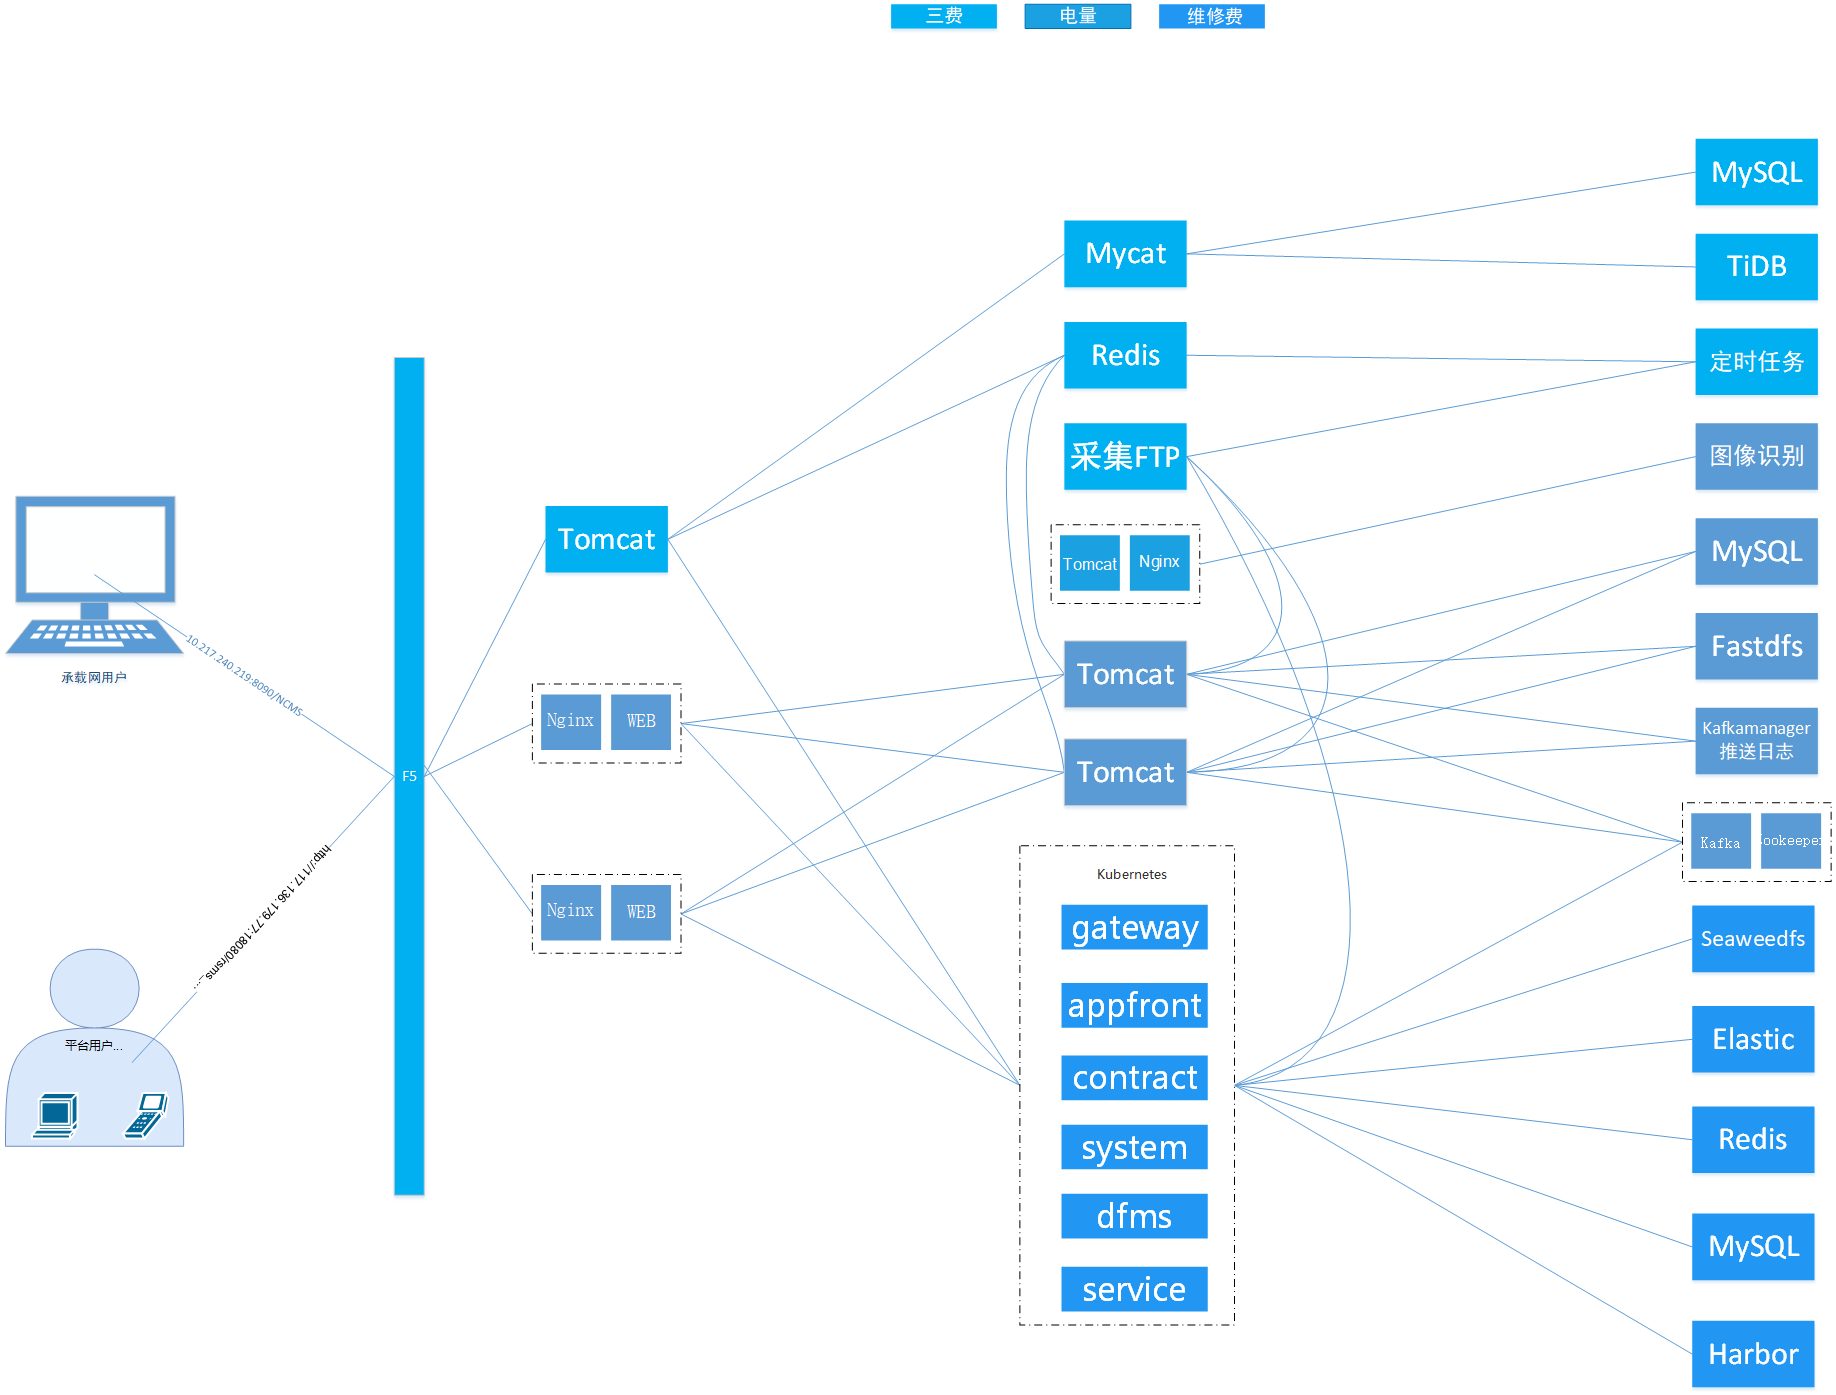 三费
电量
维修费
承载网用户
10.217.240.219:8090/NCMS
http://117.136.179.77:18080/rsms
...
平台用户...
F5
Tomcat
Nginx
WEB
Nginx
WEB
Mycat
Redis
采集FTP
Tomcat
Nginx
Tomcat
Tomcat
Kubernetes
gateway
appfront
contract
system
dfms
service
MySQL
TiDB
定时任务
图像识别
MySQL
Fastdfs
Kafkamanager
推送日志
Kafka
ookeeper
Seaweedfs
Elastic
Redis
MySQL
Harbor